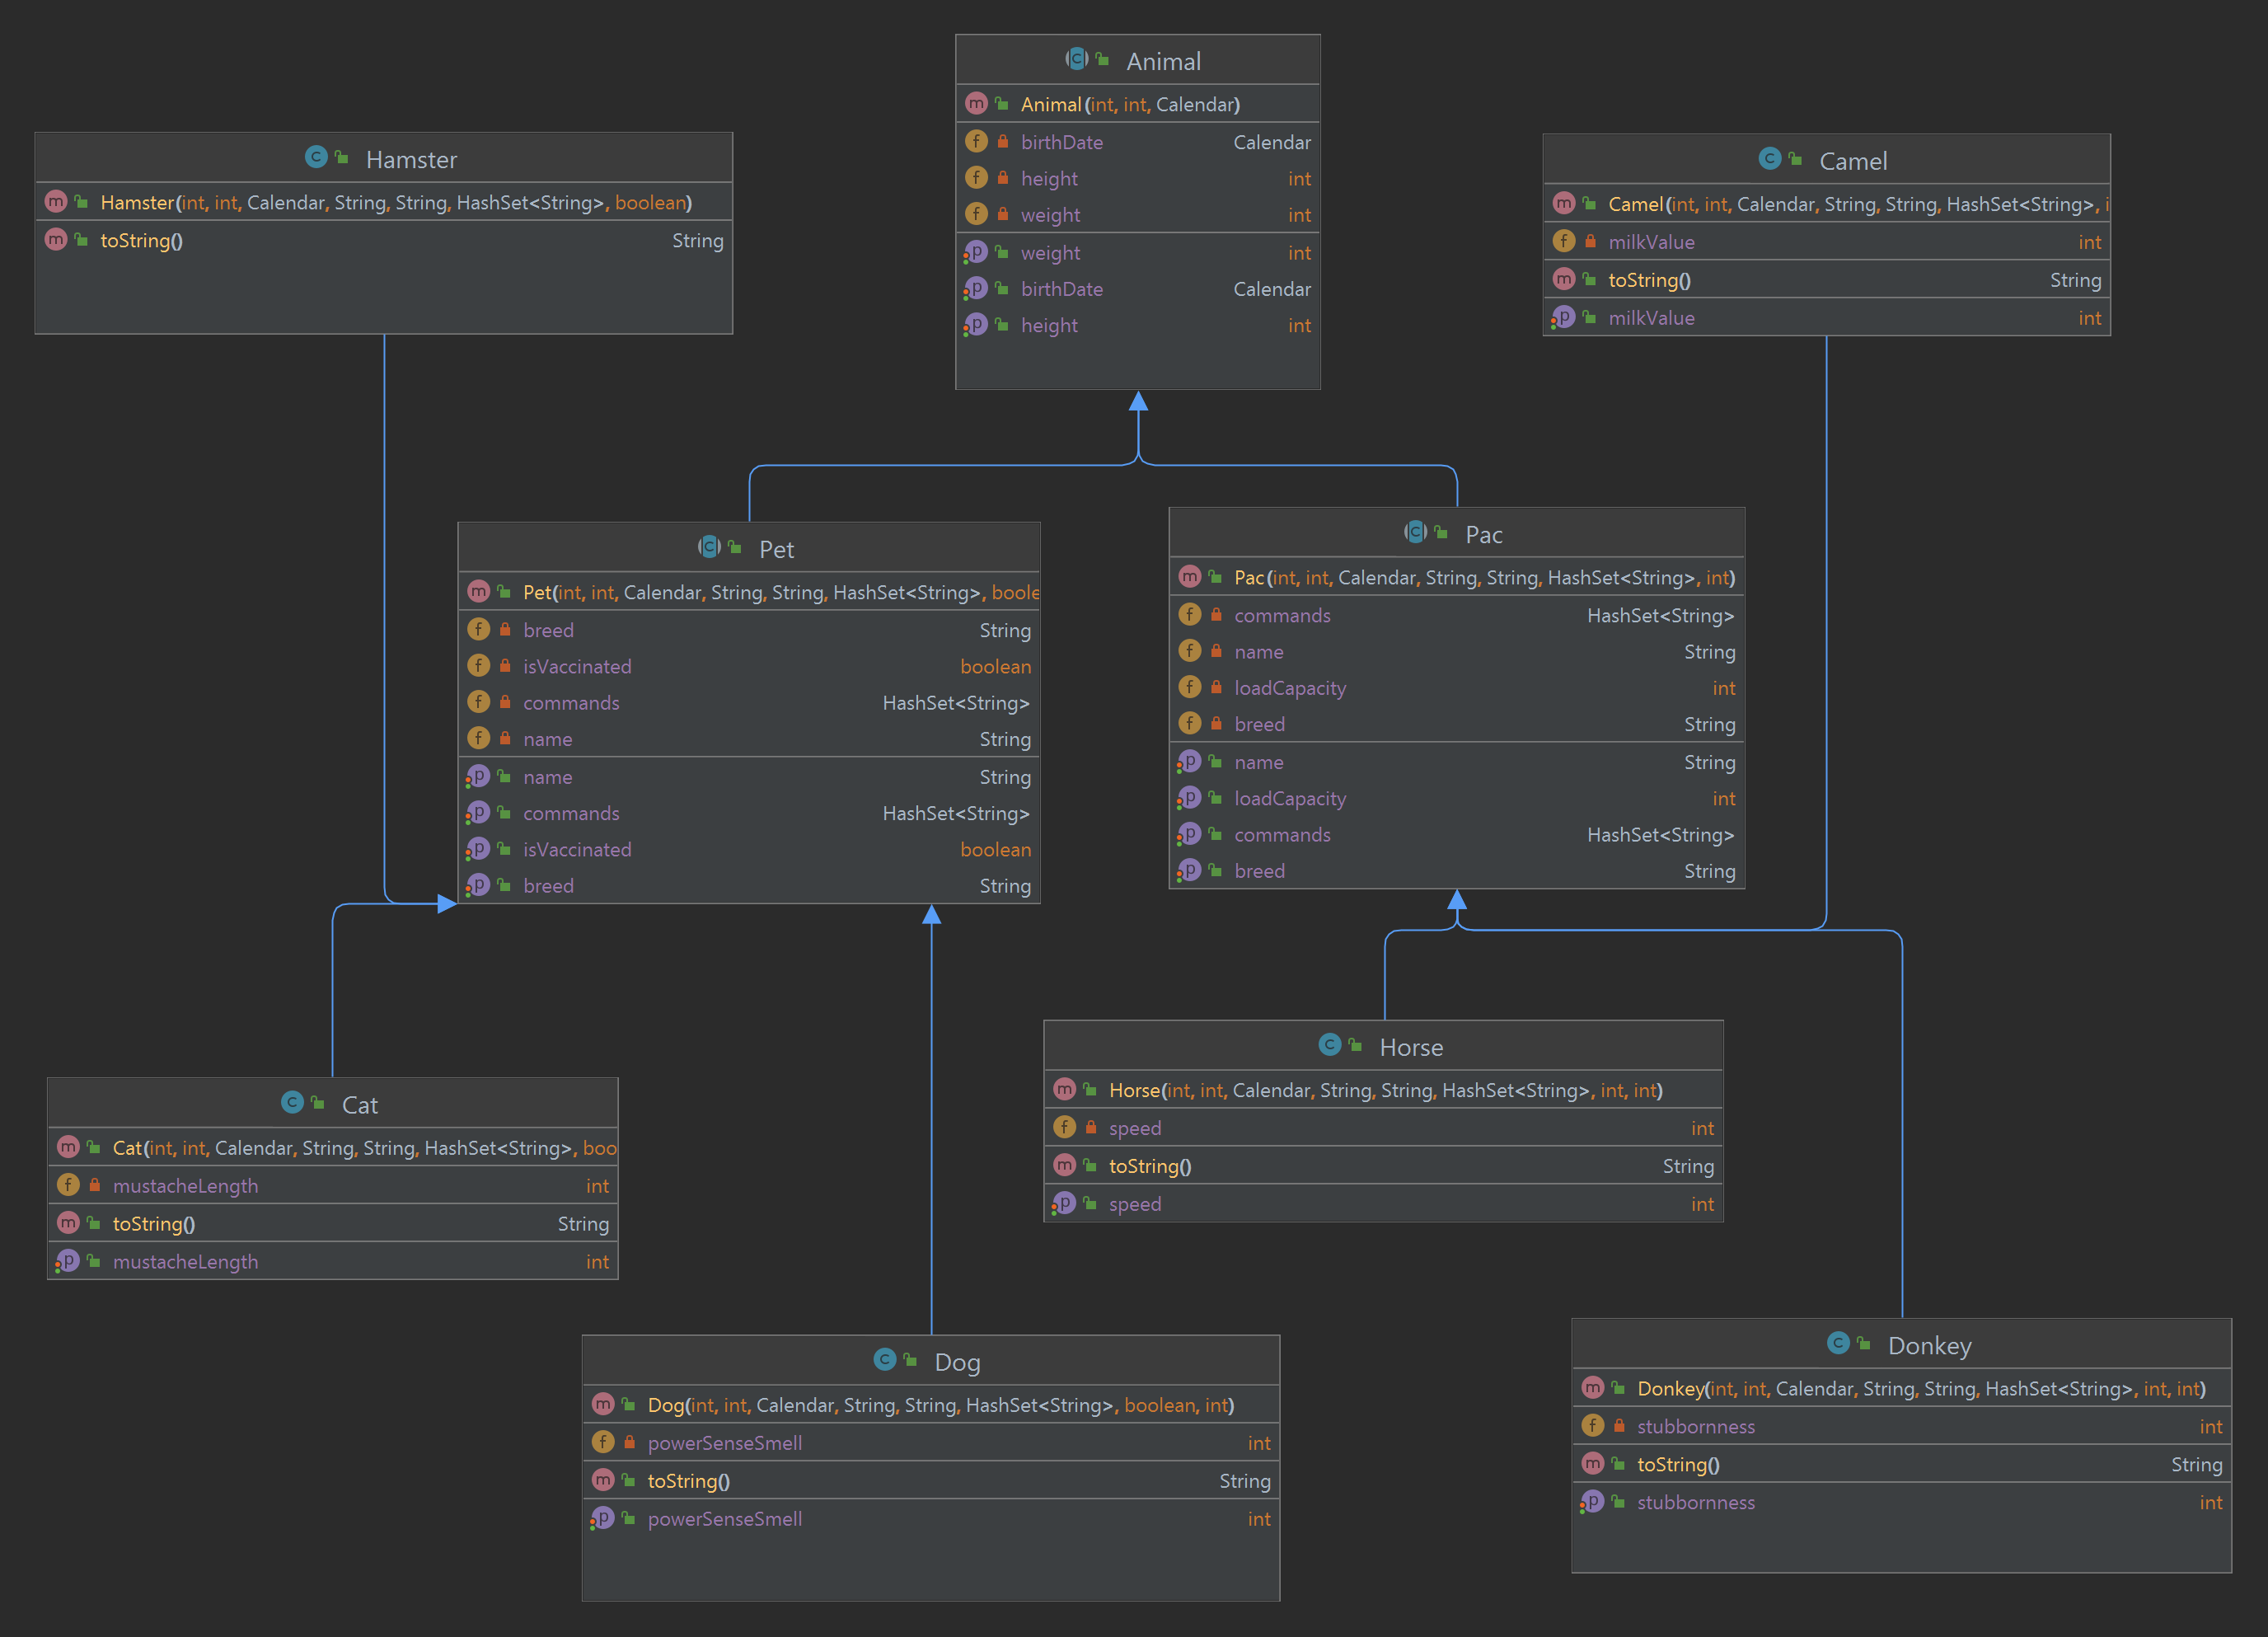 Animal
Animal(int, int, Calendar)
birthDate Calendar
height int
weight int
weight int
birthDate Calendar
height int
Hamster
Hamster(int, int, Calendar, String, String, HashSet<String>, boolean)
toString() String
Camel
Camel(int, int, Calendar, String, String, HashSet<String>, i
milkValue int
toString() String
milkValue int
Pet
Pet(int, int, Calendar, String, String, HashSet<String>, boole
breed String
isVaccinated boolean
commands HashSet<String>
name String
name String
commands HashSet<String>
isVaccinated boolean
breed String
Pac
Pac(int, int, Calendar, String, String, HashSet<String>, int)
commands HashSet<String>
name String
loadCapacity int
breed String
name String
loadCapacity int
commands HashSet<String>
breed String
Cat
Cat(int, int, Calendar, String, String, HashSet<String>, boo
mustacheLength int
toString() String
mustacheLength int
Horse
Horse(int, int, Calendar, String, String, HashSet<String>, int, int)
speed int
toString() String
speed int
Dog
Dog(int, int, Calendar, String, String, HashSet<String>, boolean, int)
powerSenseSmell int
toString() String
powerSenseSmell int
Donkey
Donkey(int, int, Calendar, String, String, HashSet<String>, int, int)
stubbornness int
toString() String
stubbornness int